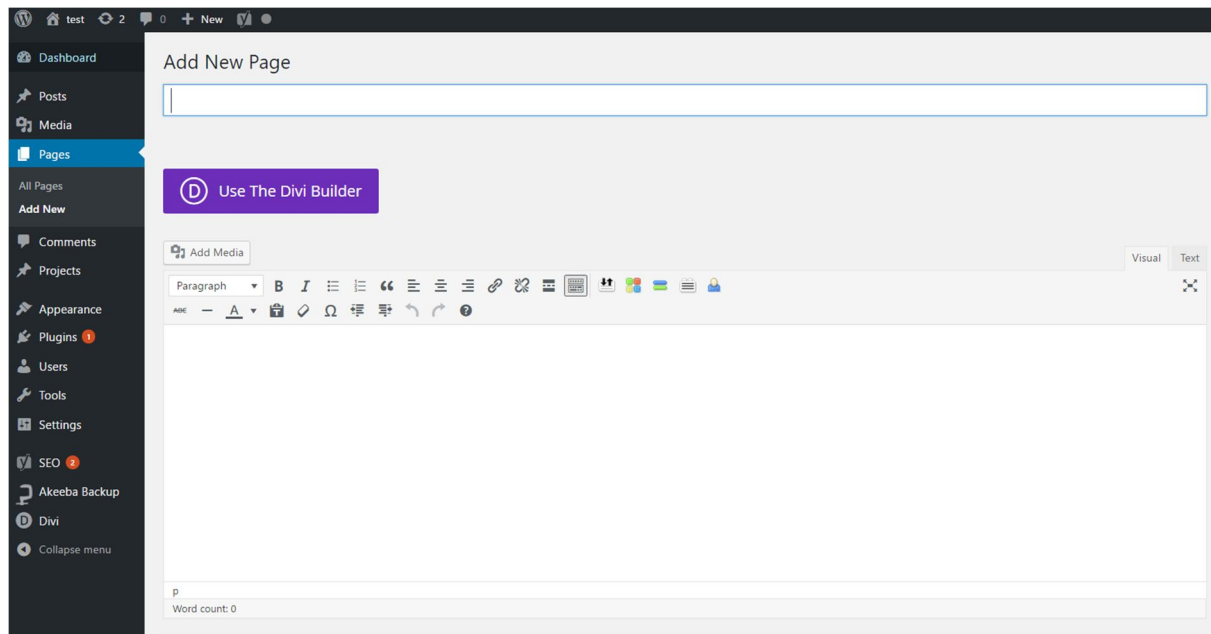 test 2 0 New
Dashboard
Posts
Media
Pages
All Pages
Add New
Comments
Projects
Appearance
Plugins 1
Users
Tools
Settings
SEO 2
Akeeba Backup
Divi
Collapse menu
Add New Page
D Use The Divi Builder
Add Media
Visual Text
Paragraph B I
ABE A Ω
p
Word count: 0